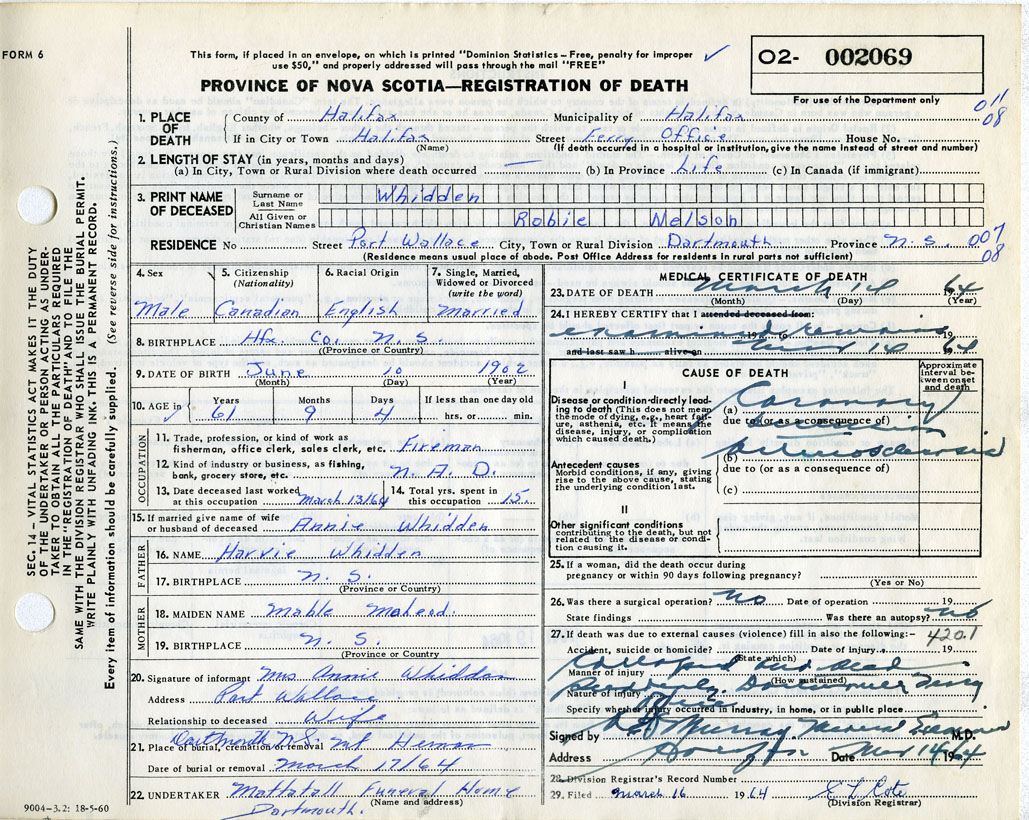 FORM 6
This form, if placed in an envelope, on which is printed "Dominion Statistics—Free, penalty for improper
use $50," and properly addressed will pass through the mail "FREE"
O2- 002069
PROVINCE OF NOVA SCOTIA—REGISTRATION OF DEATH
For use of the Department only
011
08
1. PLACE OF DEATH
County of Halifax Municipality of Halifax
If in City or Town Halifax Street Ferry Office House No.
(Name) (If death occurred in a hospital or institution, give the name instead of street and number)
2. LENGTH OF STAY (in years, months and days)
(a) In City, Town or Rural Division where death occurred — (b) In Province Life (c) In Canada (if immigrant)
3. PRINT NAME OF DECEASED
Surname or Last Name Whidden
All Given or Christian Names Robie Nelson
RESIDENCE No. Street Port Wallace City, Town or Rural Division Dartmouth Province N.S. 007
08
(Residence means usual place of abode. Post Office Address for residents in rural parts not sufficient)
4. Sex 5. Citizenship (Nationality) 6. Racial Origin 7. Single, Married, Widowed or Divorced (write the word)
Male Canadian English Married
8. BIRTHPLACE Hfx. Co. N.S.
(Province or Country)
9. DATE OF BIRTH June 10 1902
(Month) (Day) (Year)
10. AGE in Years Months Days If less than one day old
61 9 4 hrs. or min.
OCCUPATION
11. Trade, profession, or kind of work as
fisherman, office clerk, sales clerk, etc. Fireman
12. Kind of industry or business, as fishing,
bank, grocery store, etc. N.A.D.
13. Date deceased last worked at this occupation March 13/64 14. Total yrs. spent in this occupation 15.
15. If married give name of wife
or husband of deceased Annie Whidden
FATHER
16. NAME Harvie Whidden
17. BIRTHPLACE N.S.
(Province or Country)
MOTHER
18. MAIDEN NAME Mable McLeod.
19. BIRTHPLACE N.S.
(Province or Country
20. Signature of informant Mrs Annie Whidden
Address Port Wallace
Relationship to deceased Wife
Dartmouth N.S.
21. Place of burial, cremation or removal Mt Herman
Date of burial or removal March 17/64
22. UNDERTAKER Mattatall Funeral Home
(Name and address)
Dartmouth.
9004-3.2: 18-5-60
MEDICAL CERTIFICATE OF DEATH
23. DATE OF DEATH March 14 1964
(Month) (Day) (Year)
24. I HEREBY CERTIFY that I attended deceased from:
examined remains 19
and last saw h alive on Mar 14 1964
CAUSE OF DEATH
Approximate interval between onset and death
I
Disease or condition directly leading to death (This does not mean
the mode of dying, e.g., heart failure, asthenia, etc. It means the
disease, injury, or complication
which caused death.)
(a) Coronary
due to (or as a consequence of)
Antecedent causes
Morbid conditions, if any, giving
rise to the above cause, stating
the underlying condition last.
(b) Arteriosclerosis
due to (or as a consequence of)
(c)
II
Other significant conditions
contributing to the death, but not
related to the disease or condition causing it.
25. If a woman, did the death occur during
pregnancy or within 90 days following pregnancy?
(Yes or No)
26. Was there a surgical operation? No Date of operation 19
State findings Was there an autopsy? No
27. If death was due to external causes (violence) fill in also the following:- 420.1
Accident, suicide or homicide? Date of injury 19
(State which)
Manner of injury Collapsed and died
(How sustained)
Nature of injury suddenly. Dartmouth Ferry
Specify whether injury occurred in industry, in home, or in public place
Signed by Murray Medical Examiner M.D.
Address Halifax Date Mar 14 1964
28. Division Registrar's Record Number
29. Filed March 16 1964 Cote
(Division Registrar)
SEC. 14 – VITAL STATISTICS ACT MAKES IT THE DUTY
OF THE UNDERTAKER OR PERSON ACTING AS UNDERTAKER TO OBTAIN ALL THE PARTICULARS REQUIRED
IN THE "REGISTRATION OF DEATH" AND TO FILE THE
SAME WITH THE DIVISION REGISTRAR WHO SHALL ISSUE THE BURIAL PERMIT.
WRITE PLAINLY WITH UNFADING INK. THIS IS A PERMANENT RECORD.
Every item of information should be carefully supplied. (See reverse side for instructions.)